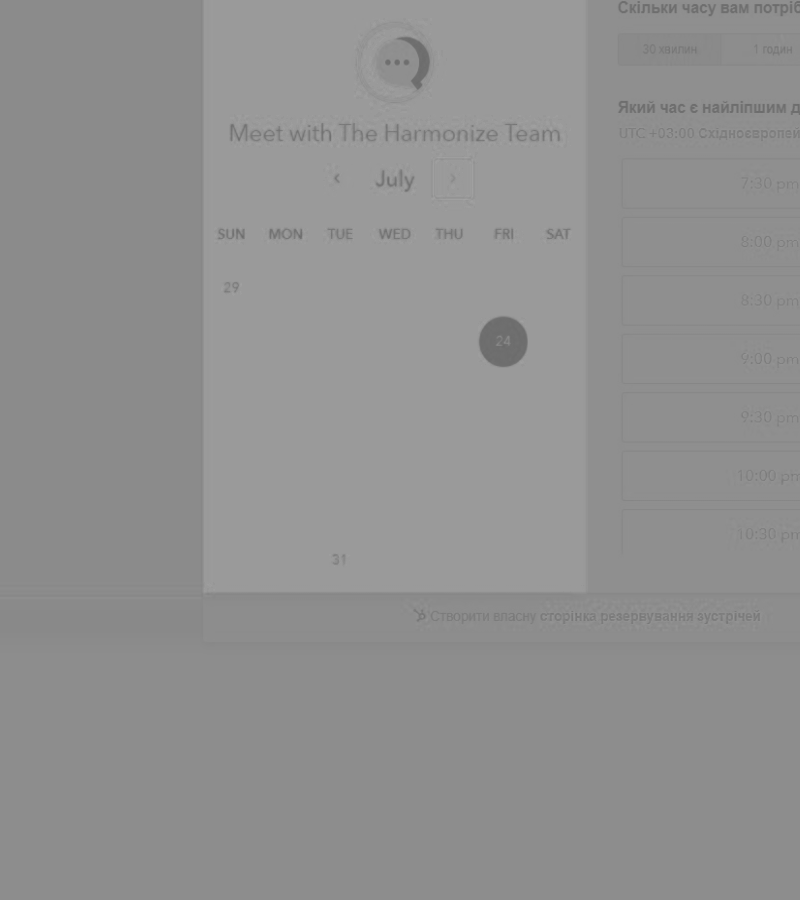 Скільки часу вам потріб
30 хвилин
1 годин
Meet with The Harmonize Team
July
SUN MON TUE WED THU FRI SAT
29
24
31
Який час є найліпшим д
UTC +03:00 Східноєвропей
7:30 pm
8:00 pm
8:30 pm
9:00 pm
9:30 pm
10:00 pm
10:30 pm
Створити власну сторінка резервування зустрічей